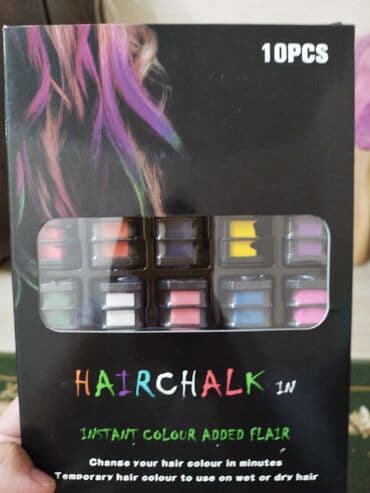 10PCS
HAIRCHALK IN
INSTANT COLOUR ADDED FLAIR
Change your hair colour in minutes
Temporary hair colour to use on wet or dry hair